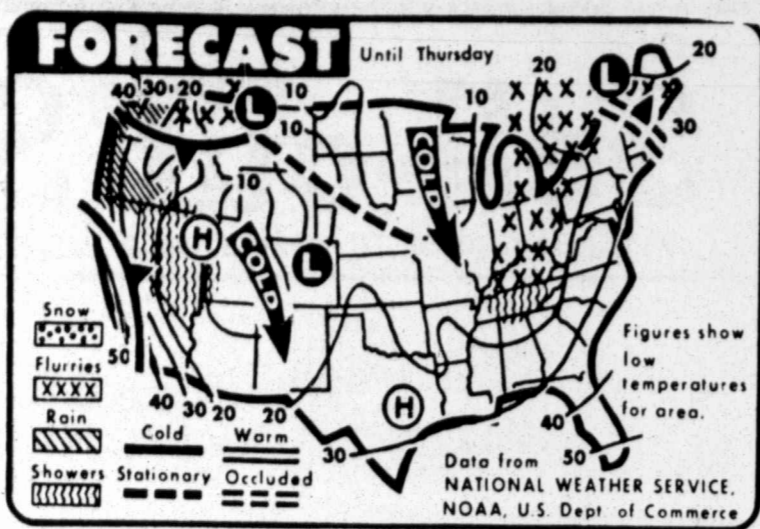 FORECAST Until Thursday
40 30 20 L 10 10 20 L 20
10 30
10
COLD
H COLD L
Snow
Flurries
XXXX
50
Rain
40 30 20 20 H
Cold Warm
30
Showers Stationary Occluded
Figures show
low
temperatures
for area.
40
50
Data from
NATIONAL WEATHER SERVICE,
NOAA, U.S. Dept. of Commerce